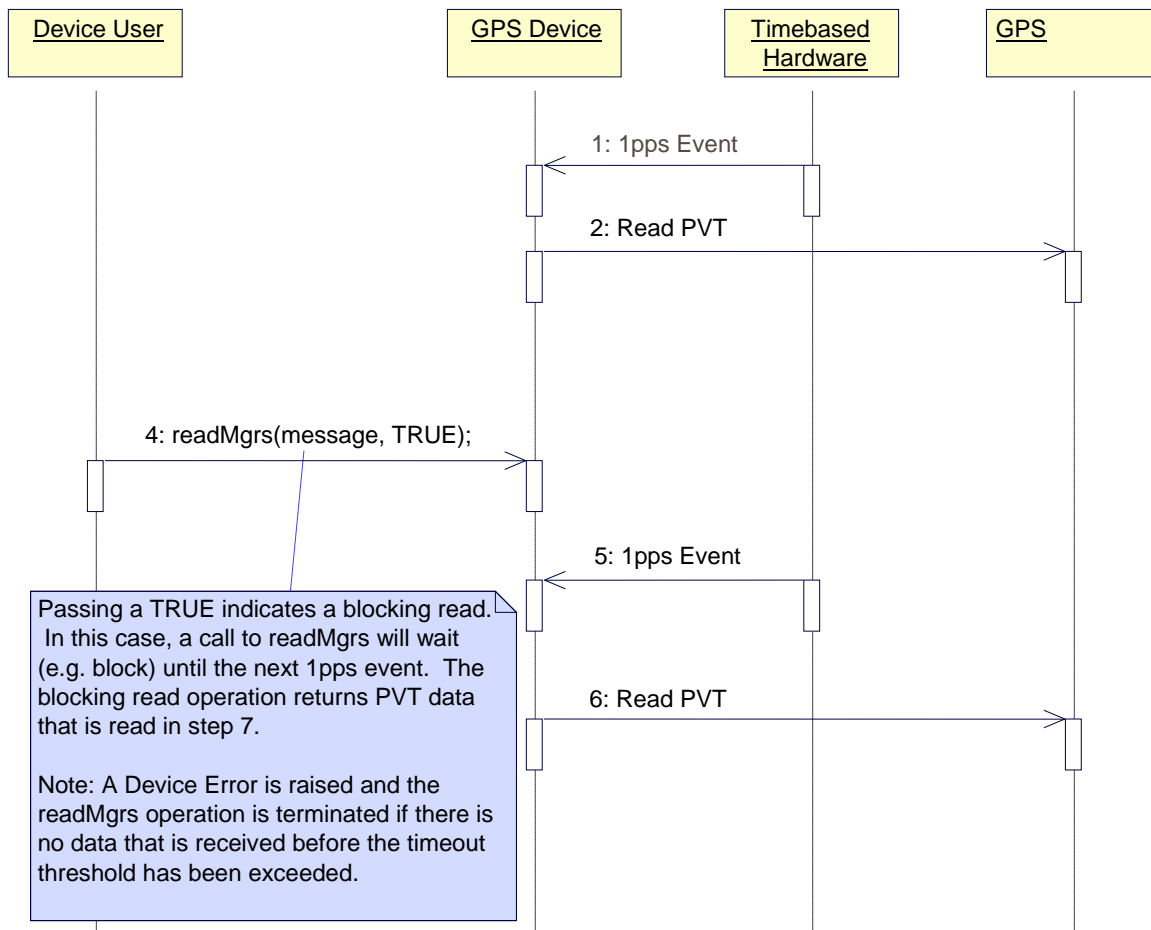 Device User
GPS Device
Timebased
Hardware
GPS
1: 1pps Event
2: Read PVT
4: readMgrs(message, TRUE);
5: 1pps Event
Passing a TRUE indicates a blocking read.
In this case, a call to readMgrs will wait
(e.g. block) until the next 1pps event.  The
blocking read operation returns PVT data
that is read in step 7.
Note: A Device Error is raised and the
readMgrs operation is terminated if there is
no data that is received before the timeout
threshold has been exceeded.
6: Read PVT